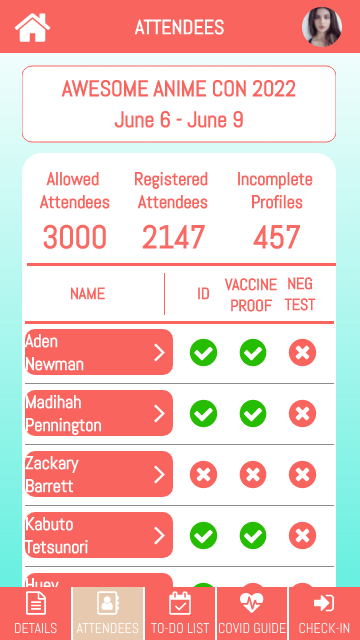 ATTENDEES
AWESOME ANIME CON 2022
June 6 - June 9
Allowed Attendees
Registered Attendees
Incomplete Profiles
3000 2147 457
NAME ID VACCINE PROOF NEG TEST
Aden
Newman
Madihah
Pennington
Zackary
Barrett
Kabuto
Tetsunori
Huey
DETAILS ATTENDEES TO-DO LIST COVID GUIDE CHECK-IN